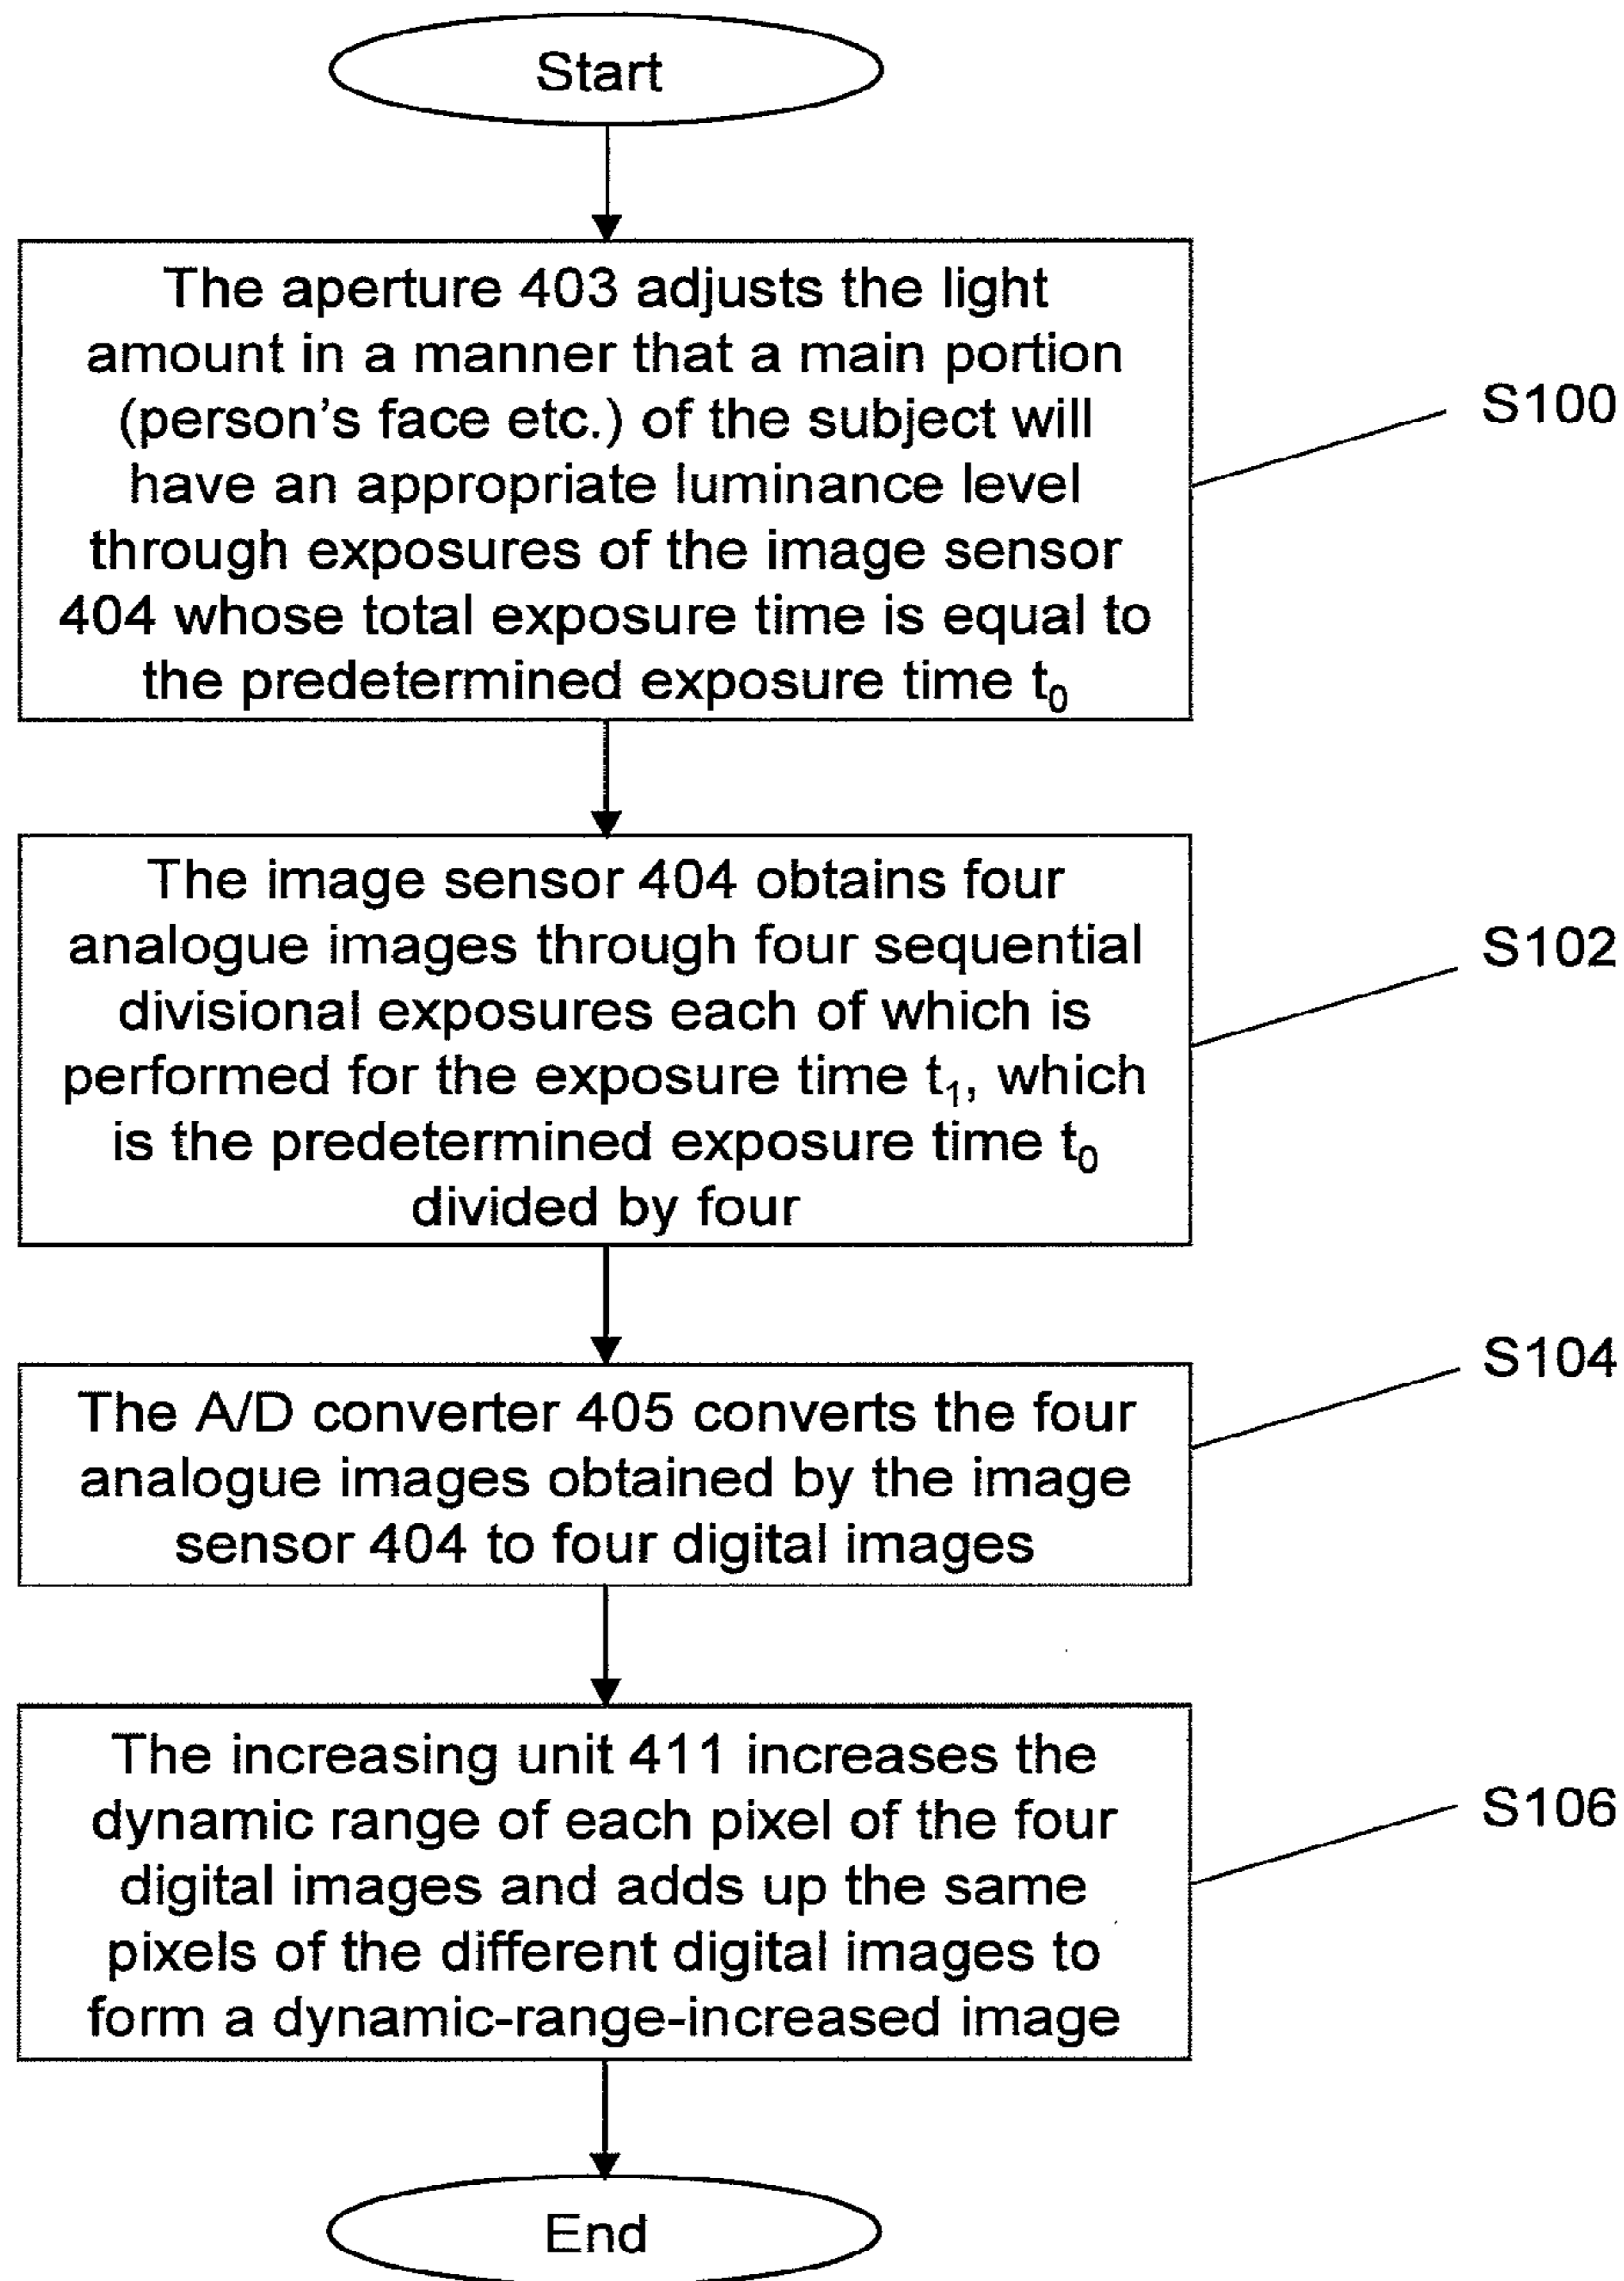 Start
The aperture 403 adjusts the light
amount in a manner that a main portion
(person's face etc.) of the subject will
have an appropriate luminance level
through exposures of the image sensor
404 whose total exposure time is equal to
the predetermined exposure time t₀
S100
The image sensor 404 obtains four
analogue images through four sequential
divisional exposures each of which is
performed for the exposure time t₁, which
is the predetermined exposure time t₀
divided by four
S102
The A/D converter 405 converts the four
analogue images obtained by the image
sensor 404 to four digital images
S104
The increasing unit 411 increases the
dynamic range of each pixel of the four
digital images and adds up the same
pixels of the different digital images to
form a dynamic-range-increased image
S106
End